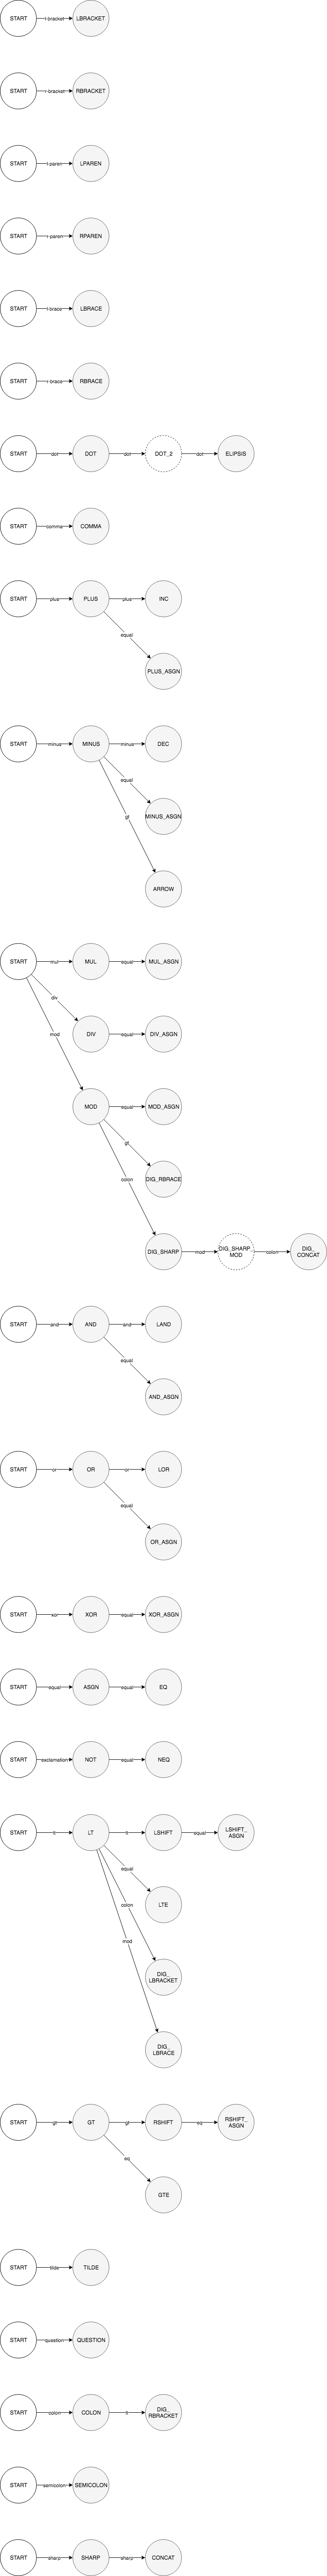 START l-bracket LBRACKET
START r-bracket RBRACKET
START l-paren LPAREN
START r-paren RPAREN
START l-brace LBRACE
START r-brace RBRACE
START dot DOT dot DOT_2 dot ELIPSIS
START comma COMMA
START plus PLUS plus INC
equal
PLUS_ASGN
START minus MINUS minus DEC
equal
MINUS_ASGN
gt
ARROW
START mul MUL equal MUL_ASGN
div
DIV equal DIV_ASGN
mod
MOD equal MOD_ASGN
gt
DIG_RBRACE
colon
DIG_SHARP mod DIG_SHARP_
MOD colon DIG_
CONCAT
START and AND and LAND
equal
AND_ASGN
START or OR or LOR
equal
OR_ASGN
START xor XOR equal XOR_ASGN
START equal ASGN equal EQ
START exclamation NOT equal NEQ
START lt LT lt LSHIFT equal LSHIFT_
ASGN
equal
LTE
colon
DIG_
LBRACKET
mod
DIG_
LBRACE
START gt GT gt RSHIFT eq RSHIFT_
ASGN
eq
GTE
START tilde TILDE
START question QUESTION
START colon COLON lt DIG_
RBRACKET
START semicolon SEMICOLON
START sharp SHARP sharp CONCAT